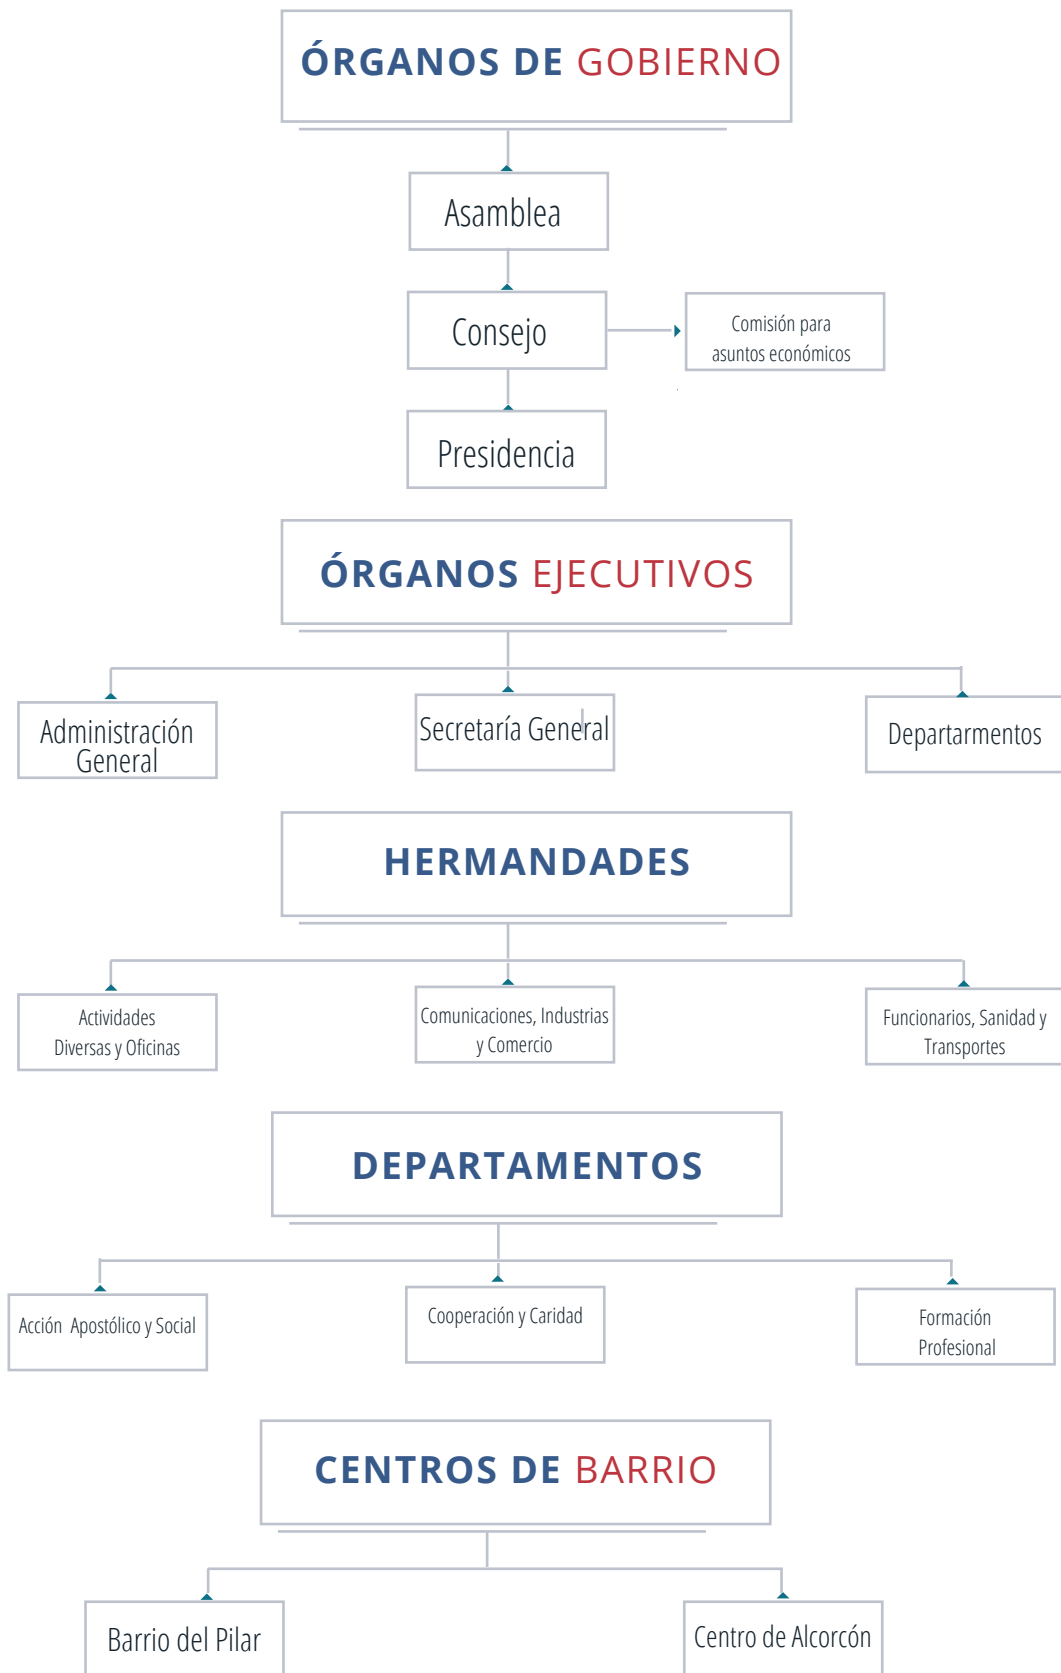 ÓRGANOS DE GOBIERNO
Asamblea
Consejo
Comisión para
asuntos económicos
Presidencia
ÓRGANOS EJECUTIVOS
Administración
General
Secretaría General
Departarmentos
HERMANDADES
Actividades
Diversas y Oficinas
Comunicaciones, Industrias
y Comercio
Funcionarios, Sanidad y
Transportes
DEPARTAMENTOS
Acción Apostólico y Social
Cooperación y Caridad
Formación
Profesional
CENTROS DE BARRIO
Barrio del Pilar
Centro de Alcorcón